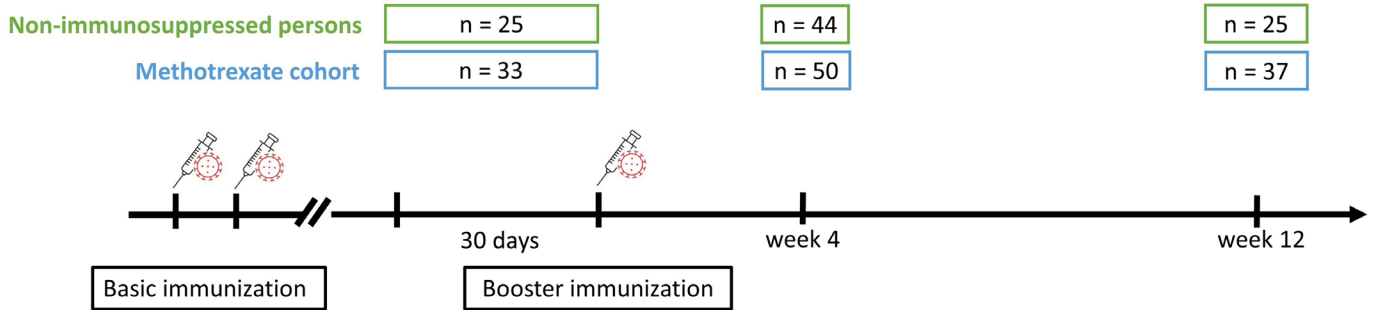 Non-immunosuppressed persons n = 25 n = 44 n = 25
Methotrexate cohort n = 33 n = 50 n = 37
30 days week 4 week 12
Basic immunization Booster immunization